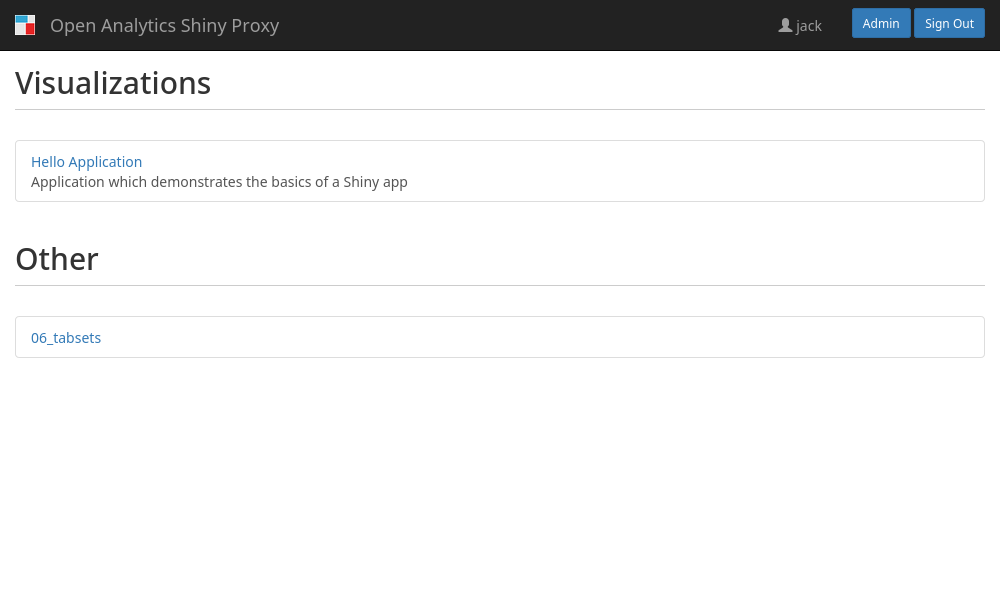 Open Analytics Shiny Proxy
jack
Admin
Sign Out
Visualizations
Hello Application
Application which demonstrates the basics of a Shiny app
Other
06_tabsets